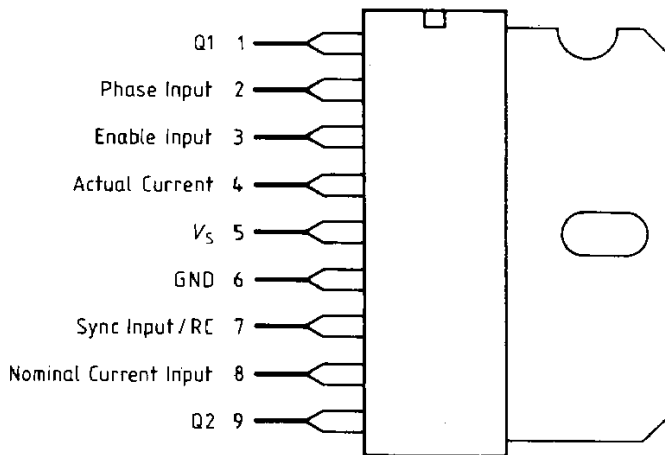 Q1 1
Phase Input 2
Enable Input 3
Actual Current 4
VS 5
GND 6
Sync Input/RC 7
Nominal Current Input 8
Q2 9